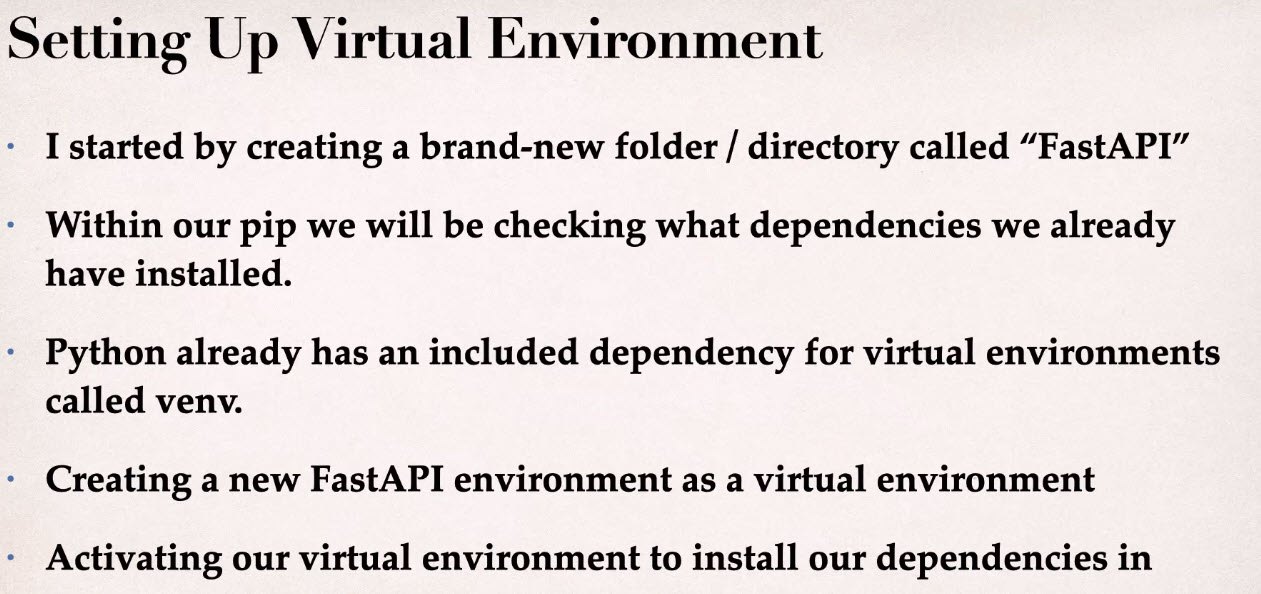 Setting Up Virtual Environment
• I started by creating a brand-new folder / directory called “FastAPI”
• Within our pip we will be checking what dependencies we already
have installed.
• Python already has an included dependency for virtual environments
called venv.
• Creating a new FastAPI environment as a virtual environment
• Activating our virtual environment to install our dependencies in